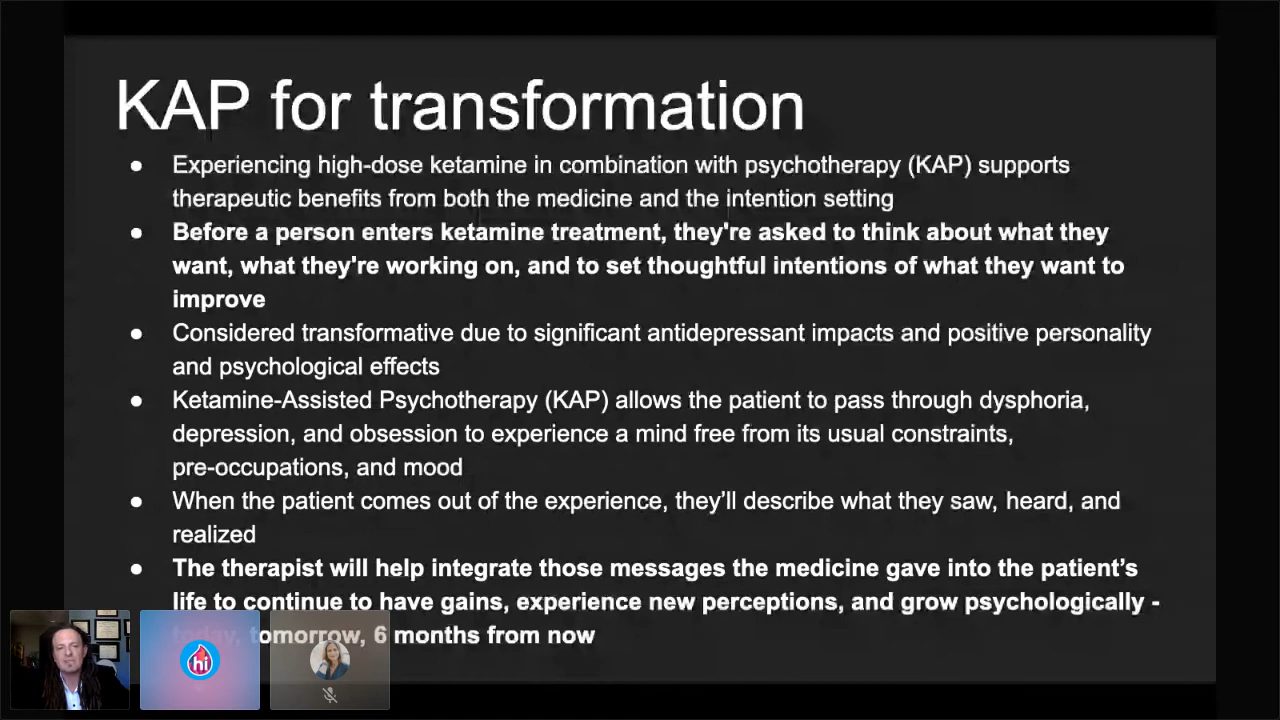 KAP for transformation
● Experiencing high-dose ketamine in combination with psychotherapy (KAP) supports
therapeutic benefits from both the medicine and the intention setting
● Before a person enters ketamine treatment, they're asked to think about what they
want, what they're working on, and to set thoughtful intentions of what they want to
improve
● Considered transformative due to significant antidepressant impacts and positive personality
and psychological effects
● Ketamine-Assisted Psychotherapy (KAP) allows the patient to pass through dysphoria,
depression, and obsession to experience a mind free from its usual constraints,
pre-occupations, and mood
● When the patient comes out of the experience, they’ll describe what they saw, heard, and
realized
● The therapist will help integrate those messages the medicine gave into the patient’s
life to continue to have gains, experience new perceptions, and grow psychologically -
today, tomorrow, 6 months from now
hi